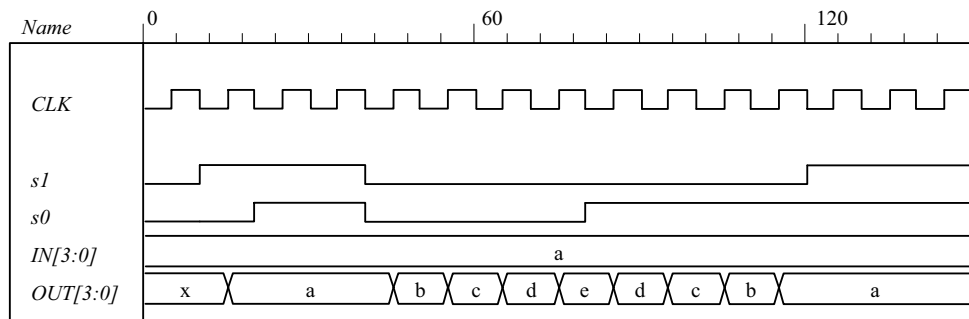 Name 0 60 120
CLK
s1
s0
IN[3:0] a
OUT[3:0] x a b c d e d c b a